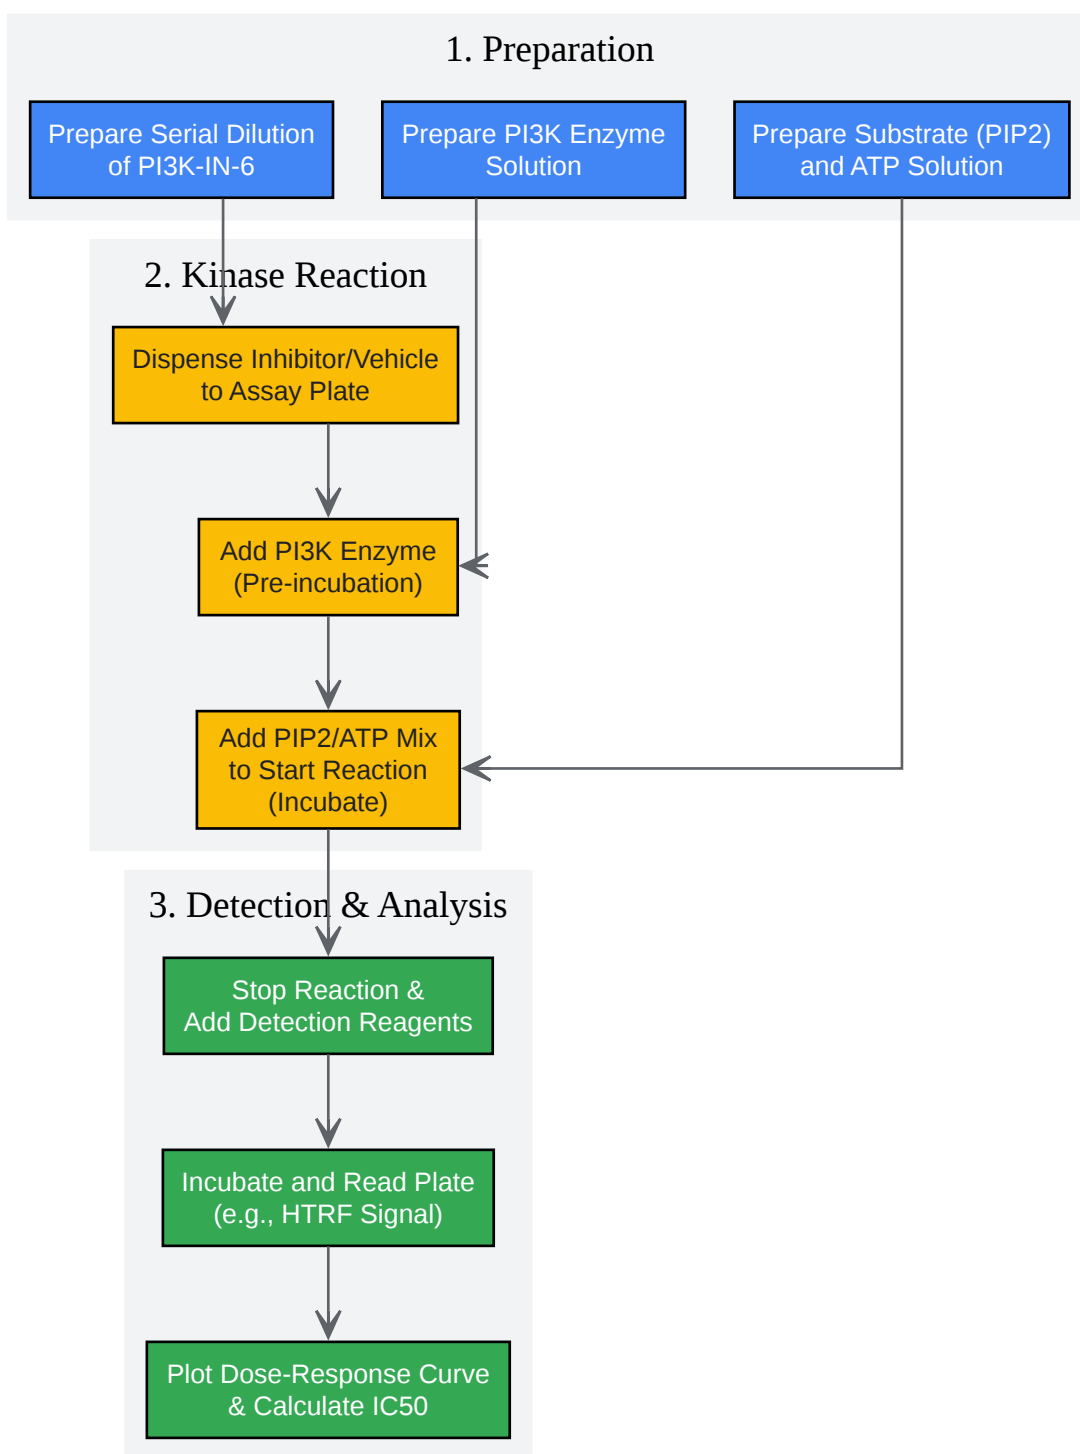 1. Preparation
Prepare Serial Dilution
of PI3K-IN-6
Prepare PI3K Enzyme
Solution
Prepare Substrate (PIP2)
and ATP Solution
2. Kinase Reaction
Dispense Inhibitor/Vehicle
to Assay Plate
Add PI3K Enzyme
(Pre-incubation)
Add PIP2/ATP Mix
to Start Reaction
(Incubate)
3. Detection & Analysis
Stop Reaction &
Add Detection Reagents
Incubate and Read Plate
(e.g., HTRF Signal)
Plot Dose-Response Curve
& Calculate IC50